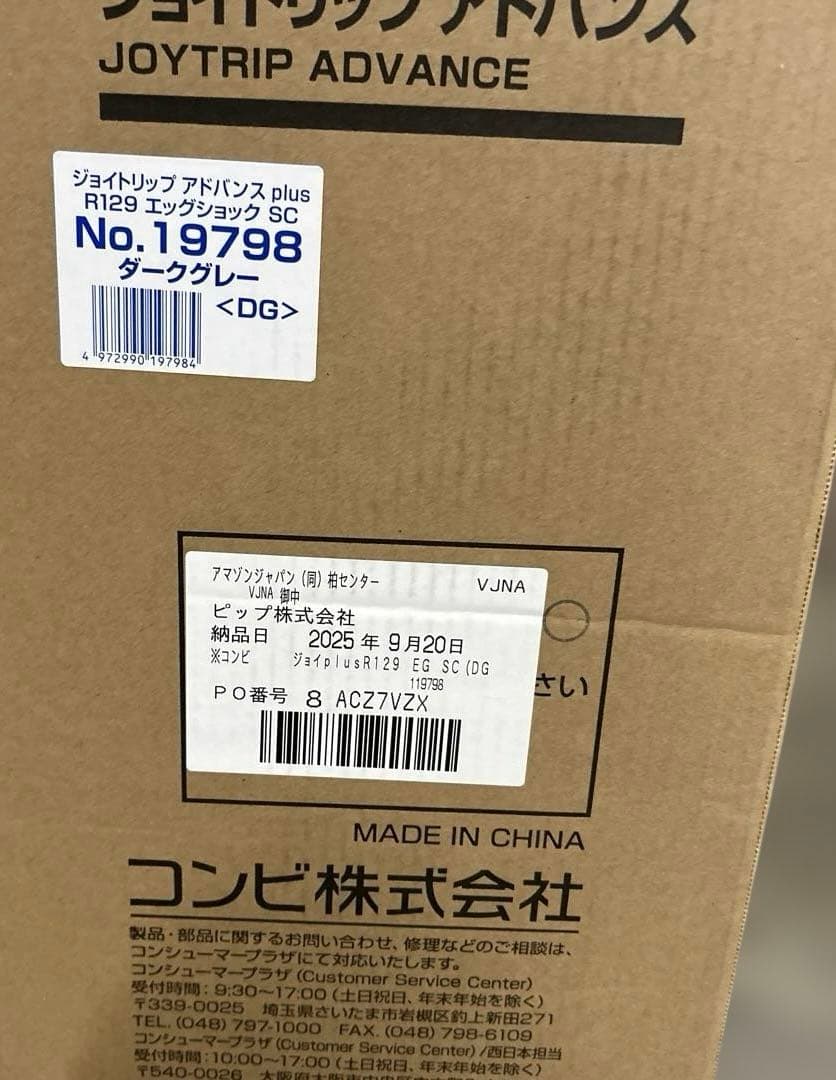 ジョイトリップ アドバンス
JOYTRIP ADVANCE
ジョイトリップ アドバンス plus
R129 エッグショック SC
No.19798
ダークグレー
<DG>
4 972990 197984
アマゾンジャパン（同）柏センター VJNA
VJNA 御中
ピップ株式会社
納品日 2025 年 9月20日
※コンビ ジョイplusR129 EG SC(DG
119798
さい
PO番号 8 ACZ7VZX
MADE IN CHINA
コンビ株式会社
製品・部品に関するお問い合わせ、修理などのご相談は、
コンシューマープラザにて対応いたします。
コンシューマープラザ(Customer Service Center)
受付時間：9:30～17:00（土日祝日、年末年始を除く）
〒339-0025 埼玉県さいたま市岩槻区釣上新田271
TEL.(048) 797-1000 FAX.(048) 798-6109
コンシューマープラザ(Customer Service Center)/西日本担当
受付時間：10:00～17:00（土日祝日、年末年始を除く）
〒540-0026 大阪府大阪市中央区